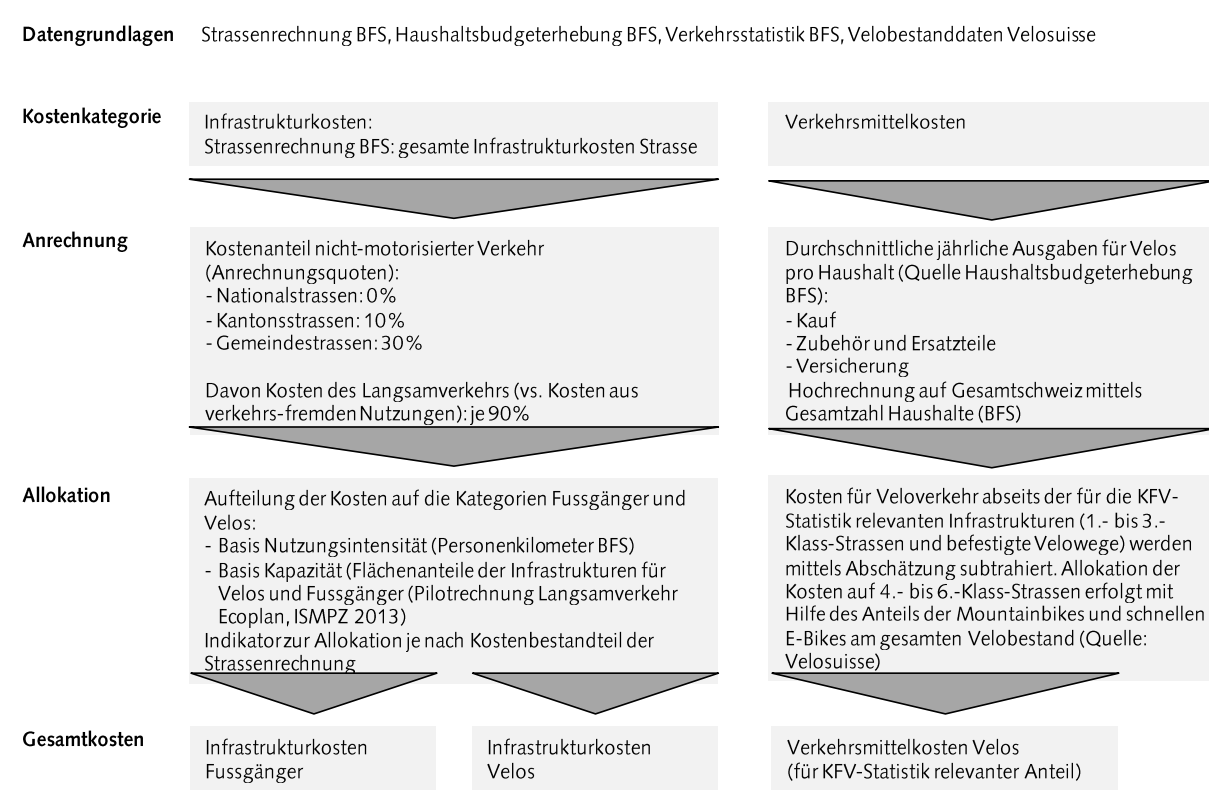 Datengrundlagen Strassenrechnung BFS, Haushaltsbudgeterhebung BFS, Verkehrsstatistik BFS, Velobestanddaten Velosuisse
Kostenkategorie
Infrastrukturkosten:
Strassenrechnung BFS: gesamte Infrastrukturkosten Strasse
Verkehrsmittelkosten
Anrechnung
Kostenanteil nicht-motorisierter Verkehr
(Anrechnungsquoten):
- Nationalstrassen: 0%
- Kantonsstrassen: 10%
- Gemeindestrassen: 30%
Davon Kosten des Langsamverkehrs (vs. Kosten aus
verkehrs-fremden Nutzungen): je 90%
Durchschnittliche jährliche Ausgaben für Velos
pro Haushalt (Quelle Haushaltsbudgeterhebung
BFS):
- Kauf
- Zubehör und Ersatzteile
- Versicherung
Hochrechnung auf Gesamtschweiz mittels
Gesamtzahl Haushalte (BFS)
Allokation
Aufteilung der Kosten auf die Kategorien Fussgänger und
Velos:
- Basis Nutzungsintensität (Personenkilometer BFS)
- Basis Kapazität (Flächenanteile der Infrastrukturen für
Velos und Fussgänger (Pilotrechnung Langsamverkehr
Ecoplan, ISMPZ 2013)
Indikator zur Allokation je nach Kostenbestandteil der
Strassenrechnung
Kosten für Veloverkehr abseits der für die KFV-
Statistik relevanten Infrastrukturen (1.- bis 3.-
Klass-Strassen und befestigte Velowege) werden
mittels Abschätzung subtrahiert. Allokation der
Kosten auf 4.- bis 6.-Klass-Strassen erfolgt mit
Hilfe des Anteils der Mountainbikes und schnellen
E-Bikes am gesamten Velobestand (Quelle:
Velosuisse)
Gesamtkosten
Infrastrukturkosten
Fussgänger
Infrastrukturkosten
Velos
Verkehrsmittelkosten Velos
(für KFV-Statistik relevanter Anteil)